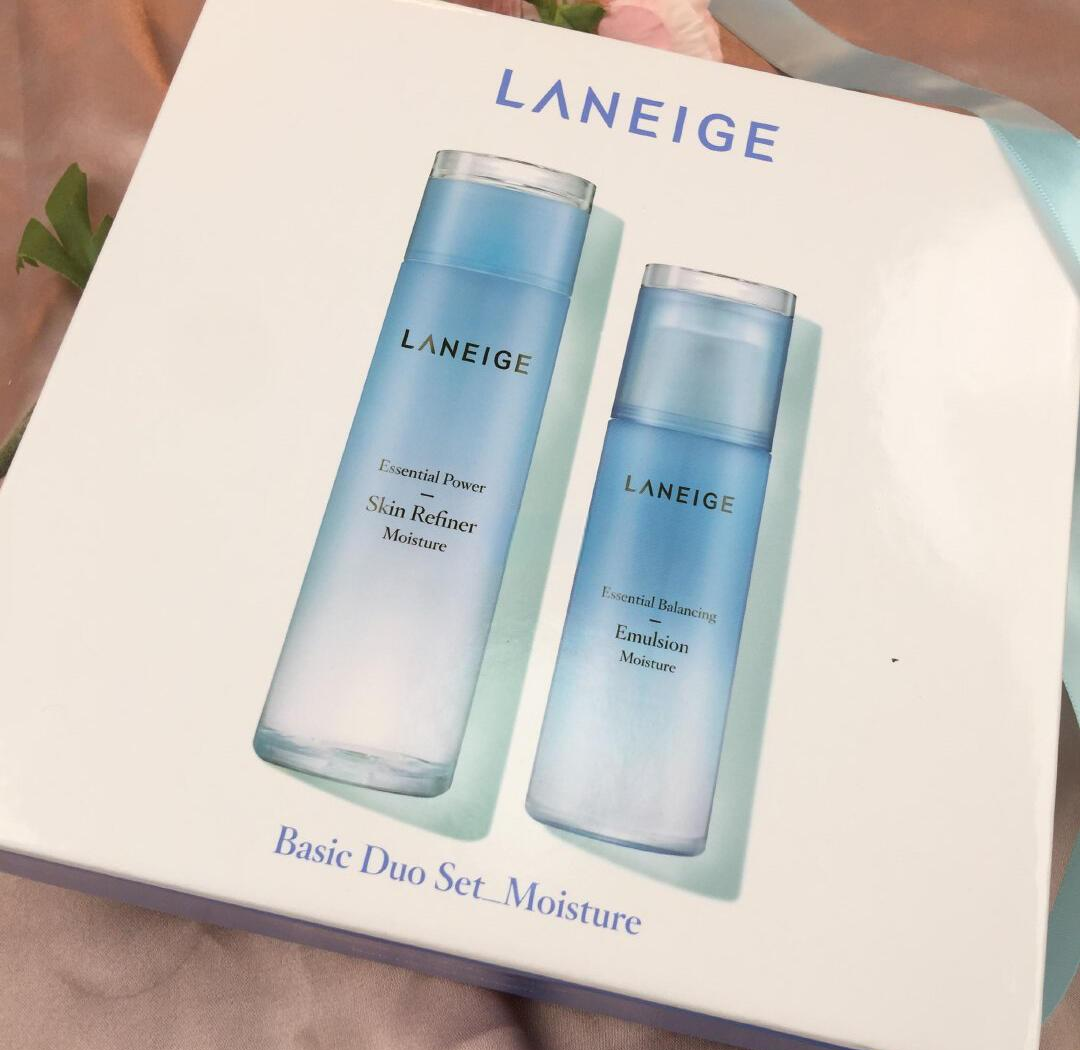 LANEIGE
LANEIGE
Essential Power
Skin Refiner
Moisture
LANEIGE
Essential Balancing
Emulsion
Moisture
Basic Duo Set_Moisture